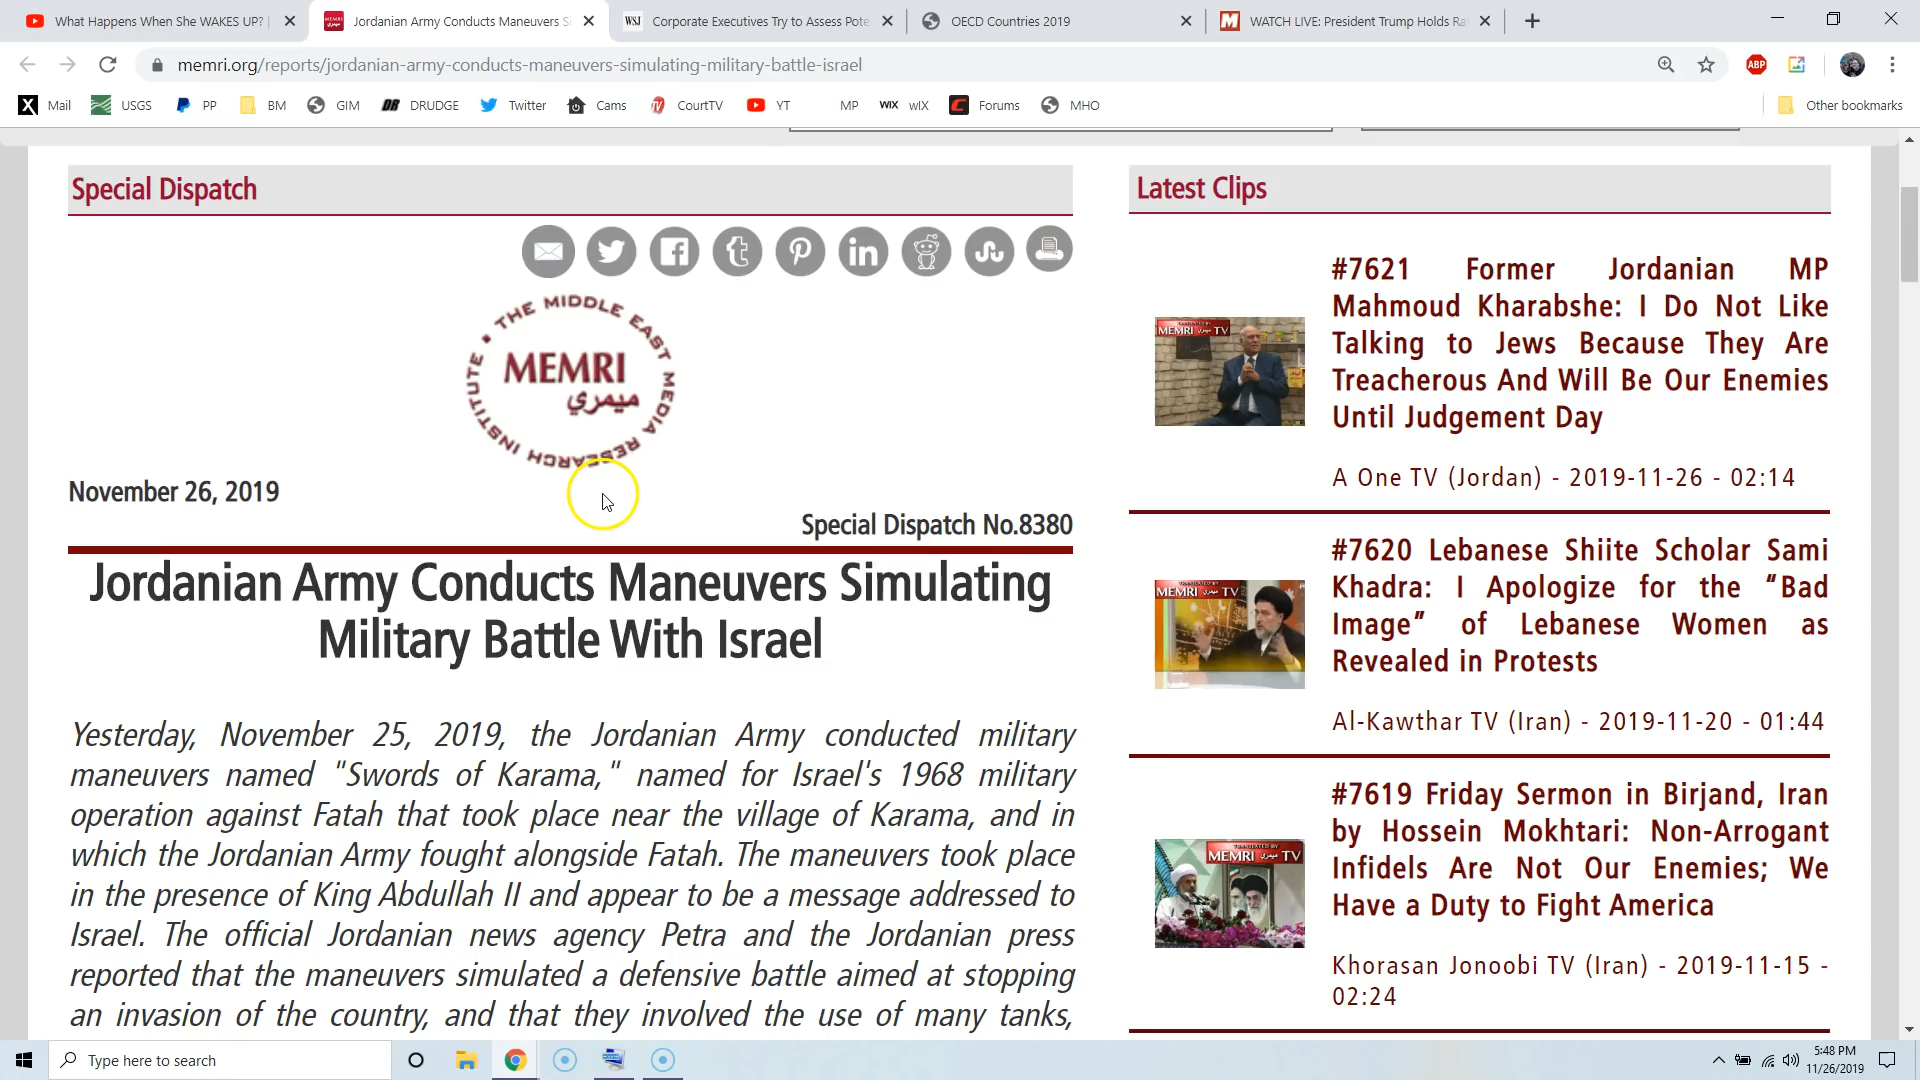 What Happens When She WAKES UP? |
Jordanian Army Conducts Maneuvers Si
WSJ
Corporate Executives Try to Assess Pote
OECD Countries 2019
WATCH LIVE: President Trump Holds Ra
memri.org/reports/jordanian-army-conducts-maneuvers-simulating-military-battle-israel
ABP
Mail
USGS
PP
BM
GIM
DRUDGE
Twitter
Cams
CourtTV
YT
MP
WIX wIX
Forums
MHO
Other bookmarks
Special Dispatch
THE MIDDLE EAST MEDIA RESEARCH INSTITUTE
MEMRI
ميمري
November 26, 2019
Special Dispatch No.8380
Jordanian Army Conducts Maneuvers Simulating
Military Battle With Israel
Yesterday, November 25, 2019, the Jordanian Army conducted military
maneuvers named "Swords of Karama," named for Israel's 1968 military
operation against Fatah that took place near the village of Karama, and in
which the Jordanian Army fought alongside Fatah. The maneuvers took place
in the presence of King Abdullah II and appear to be a message addressed to
Israel. The official Jordanian news agency Petra and the Jordanian press
reported that the maneuvers simulated a defensive battle aimed at stopping
an invasion of the country, and that they involved the use of many tanks,
Latest Clips
MEMRI ميمري TV
#7621 Former Jordanian MP
Mahmoud Kharabshe: I Do Not Like
Talking to Jews Because They Are
Treacherous And Will Be Our Enemies
Until Judgement Day
A One TV (Jordan) - 2019-11-26 - 02:14
MEMRI ميمري TV
#7620 Lebanese Shiite Scholar Sami
Khadra: I Apologize for the “Bad
Image” of Lebanese Women as
Revealed in Protests
Al-Kawthar TV (Iran) - 2019-11-20 - 01:44
MEMRI ميمري TV
#7619 Friday Sermon in Birjand, Iran
by Hossein Mokhtari: Non-Arrogant
Infidels Are Not Our Enemies; We
Have a Duty to Fight America
Khorasan Jonoobi TV (Iran) - 2019-11-15 -
02:24
Type here to search
5:48 PM
11/26/2019